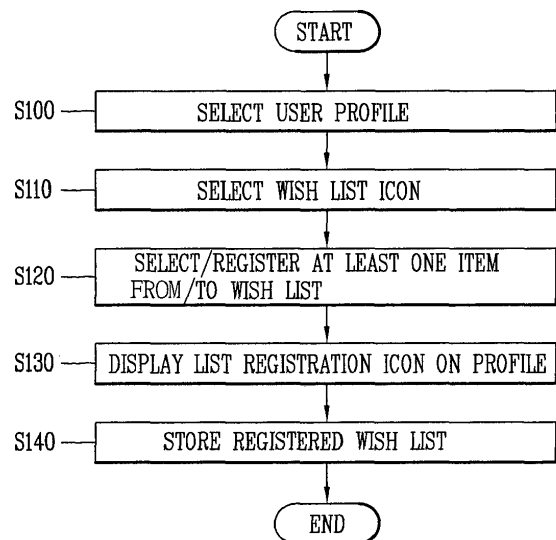 START
S100 SELECT USER PROFILE
S110 SELECT WISH LIST ICON
S120 SELECT/REGISTER AT LEAST ONE ITEM
FROM/TO WISH LIST
S130 DISPLAY LIST REGISTRATION ICON ON PROFILE
S140 STORE REGISTERED WISH LIST
END